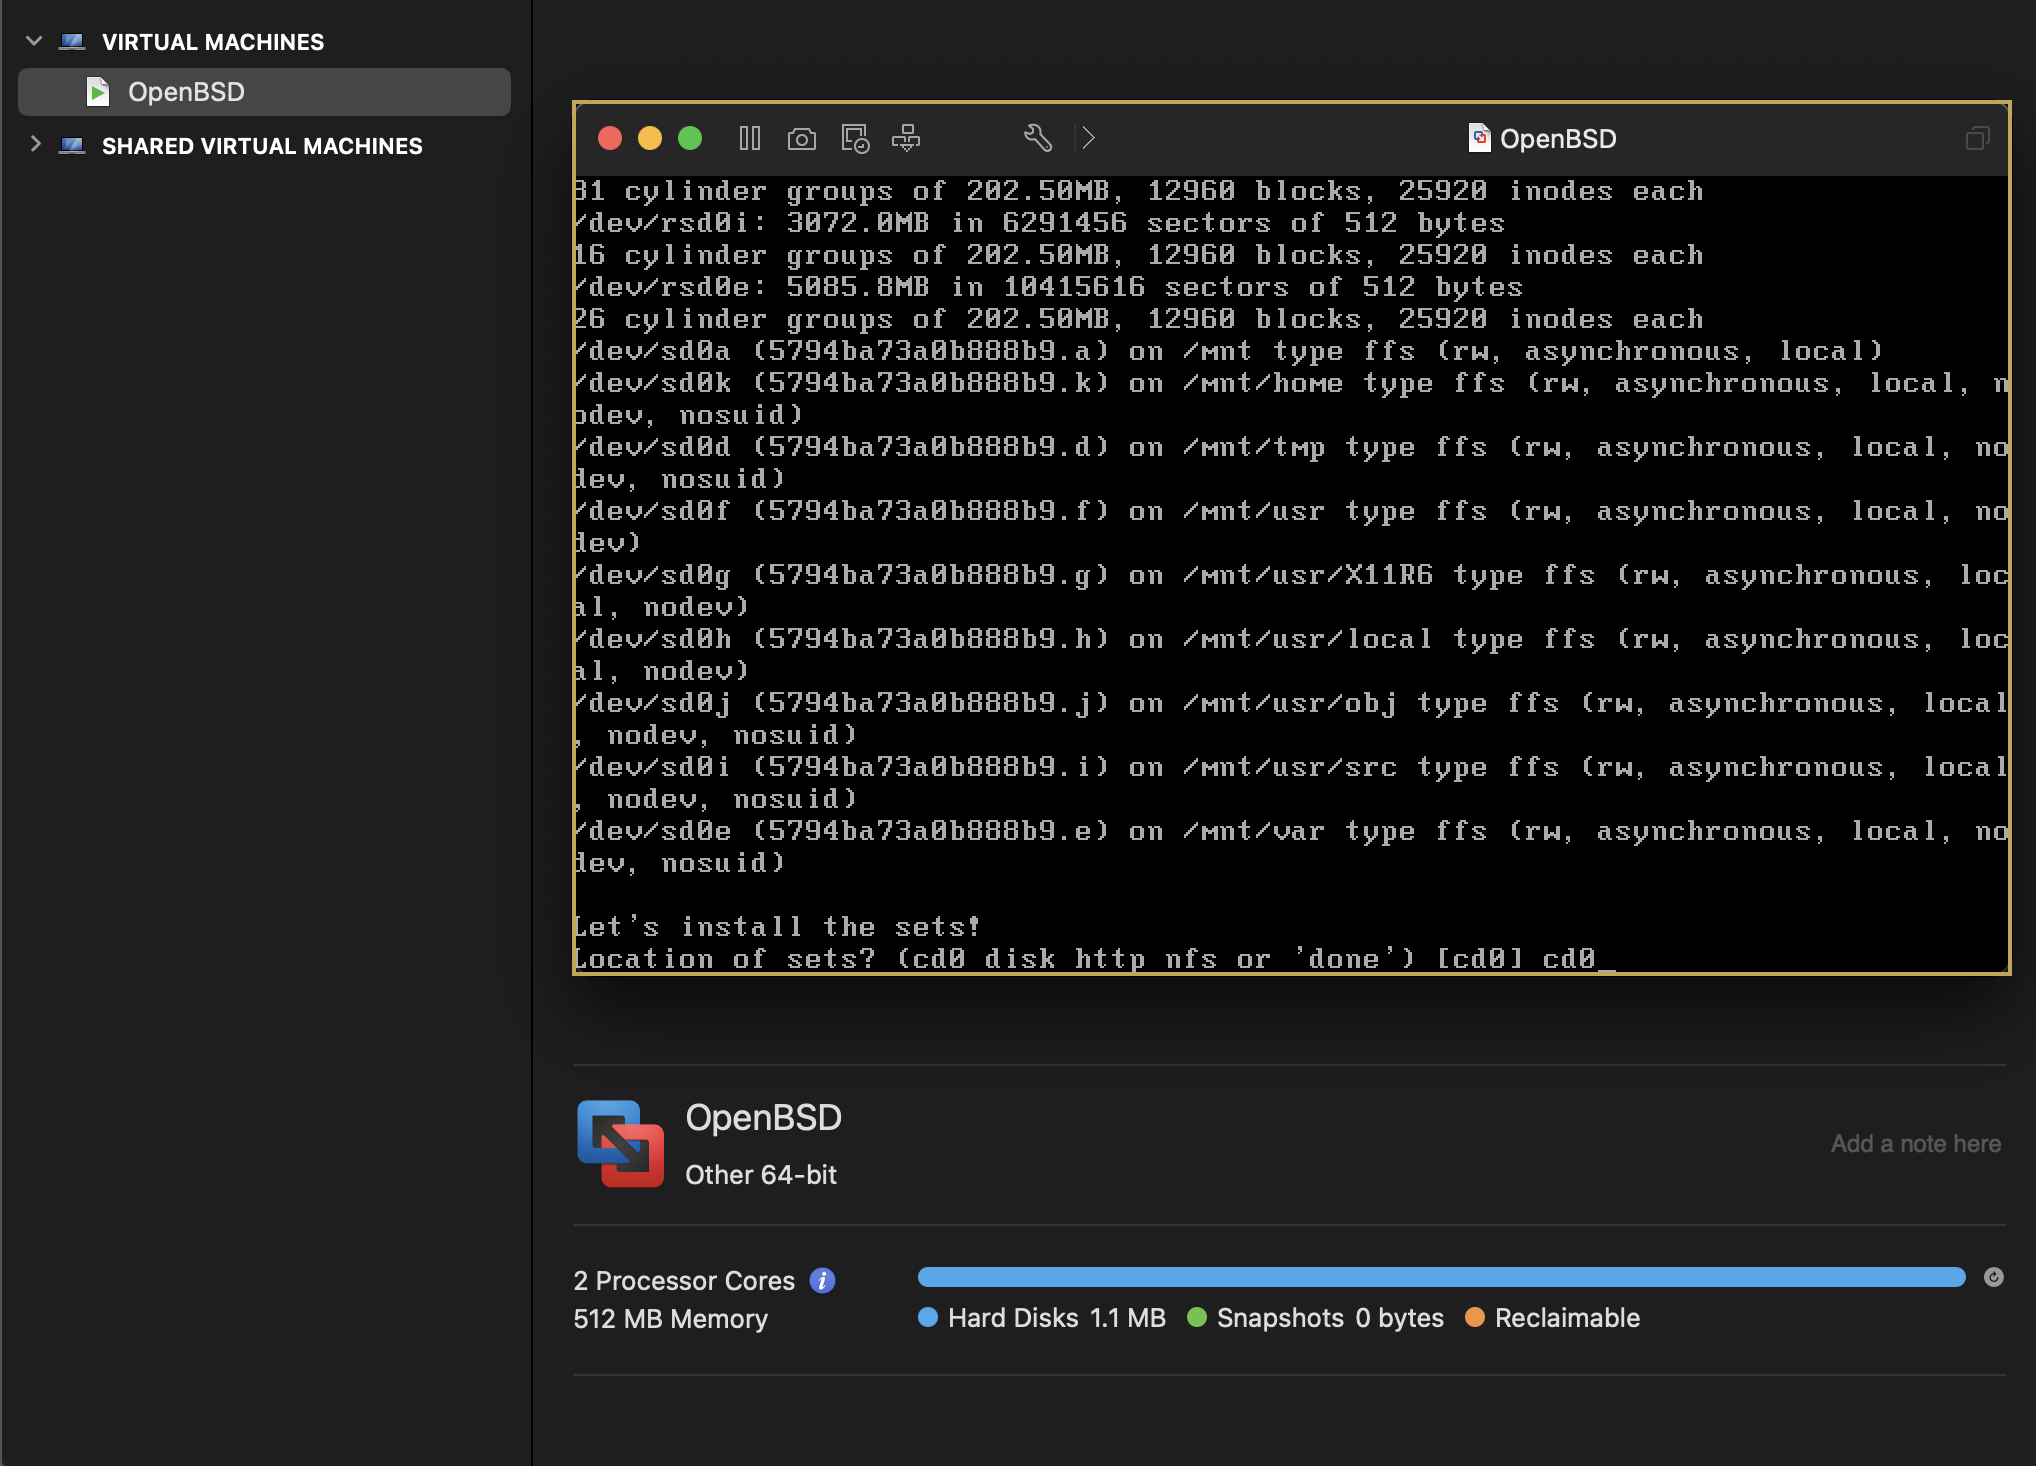 VIRTUAL MACHINES
OpenBSD
SHARED VIRTUAL MACHINES
OpenBSD
31 cylinder groups of 202.50MB, 12960 blocks, 25920 inodes each
/dev/rsd0i: 3072.0MB in 6291456 sectors of 512 bytes
16 cylinder groups of 202.50MB, 12960 blocks, 25920 inodes each
/dev/rsd0e: 5085.8MB in 10415616 sectors of 512 bytes
26 cylinder groups of 202.50MB, 12960 blocks, 25920 inodes each
/dev/sd0a (5794ba73a0b888b9.a) on /mnt type ffs (rw, asynchronous, local)
/dev/sd0k (5794ba73a0b888b9.k) on /mnt/home type ffs (rw, asynchronous, local, n
odev, nosuid)
/dev/sd0d (5794ba73a0b888b9.d) on /mnt/tmp type ffs (rw, asynchronous, local, no
dev, nosuid)
/dev/sd0f (5794ba73a0b888b9.f) on /mnt/usr type ffs (rw, asynchronous, local, no
dev)
/dev/sd0g (5794ba73a0b888b9.g) on /mnt/usr/X11R6 type ffs (rw, asynchronous, loc
al, nodev)
/dev/sd0h (5794ba73a0b888b9.h) on /mnt/usr/local type ffs (rw, asynchronous, loc
al, nodev)
/dev/sd0j (5794ba73a0b888b9.j) on /mnt/usr/obj type ffs (rw, asynchronous, local
, nodev, nosuid)
/dev/sd0i (5794ba73a0b888b9.i) on /mnt/usr/src type ffs (rw, asynchronous, local
, nodev, nosuid)
/dev/sd0e (5794ba73a0b888b9.e) on /mnt/var type ffs (rw, asynchronous, local, no
dev, nosuid)
Let's install the sets!
Location of sets? (cd0 disk http nfs or 'done') [cd0] cd0_
OpenBSD
Other 64-bit
Add a note here
2 Processor Cores
512 MB Memory
Hard Disks 1.1 MB Snapshots 0 bytes Reclaimable